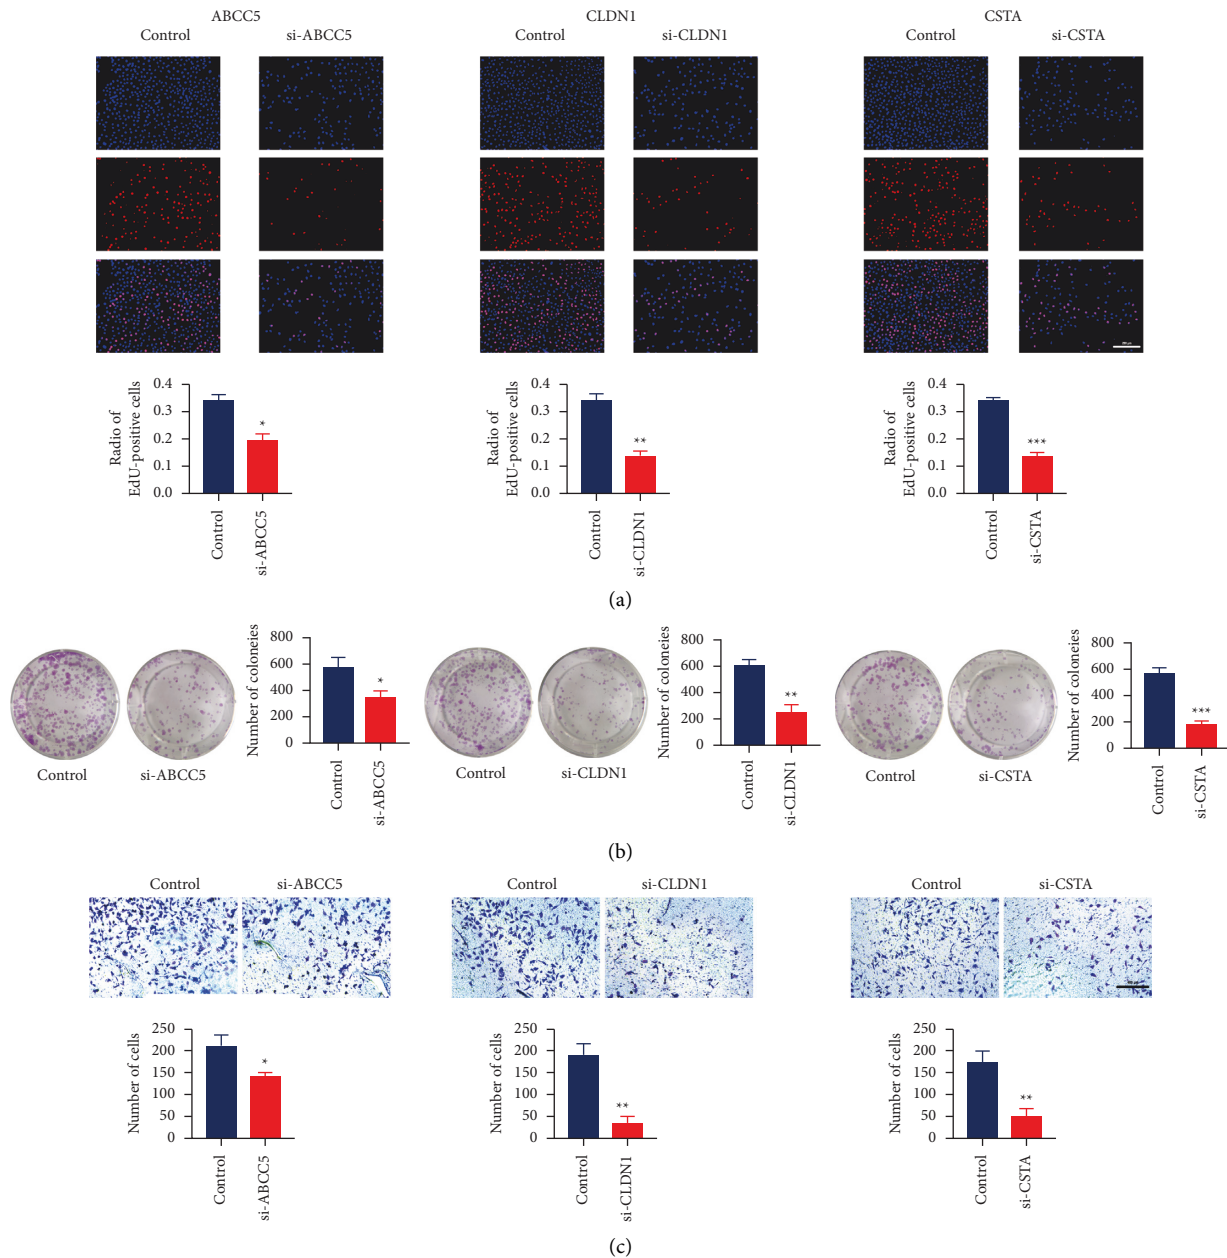 ABCC5
CLDN1
CSTA
Control
si-ABCC5
Control
si-CLDN1
Control
si-CSTA
Radio of
EdU-positive cells
0.4
0.3
0.2
0.1
0.0
*
Control
si-ABCC5
Radio of
EdU-positive cells
0.4
0.3
0.2
0.1
0.0
**
Control
si-CLDN1
Radio of
EdU-positive cells
0.4
0.3
0.2
0.1
0.0
***
Control
si-CSTA
(a)
Control
si-ABCC5
Number of coloneies
800
600
400
200
0
*
Control
si-ABCC5
Control
si-CLDN1
Number of coloneies
800
600
400
200
0
**
Control
si-CLDN1
Control
si-CSTA
Number of coloneies
800
600
400
200
0
***
Control
si-CSTA
(b)
Control
si-ABCC5
Control
si-CLDN1
Control
si-CSTA
Number of cells
250
200
150
100
50
0
*
Control
si-ABCC5
Number of cells
250
200
150
100
50
0
**
Control
si-CLDN1
Number of cells
250
200
150
100
50
0
**
Control
si-CSTA
(c)